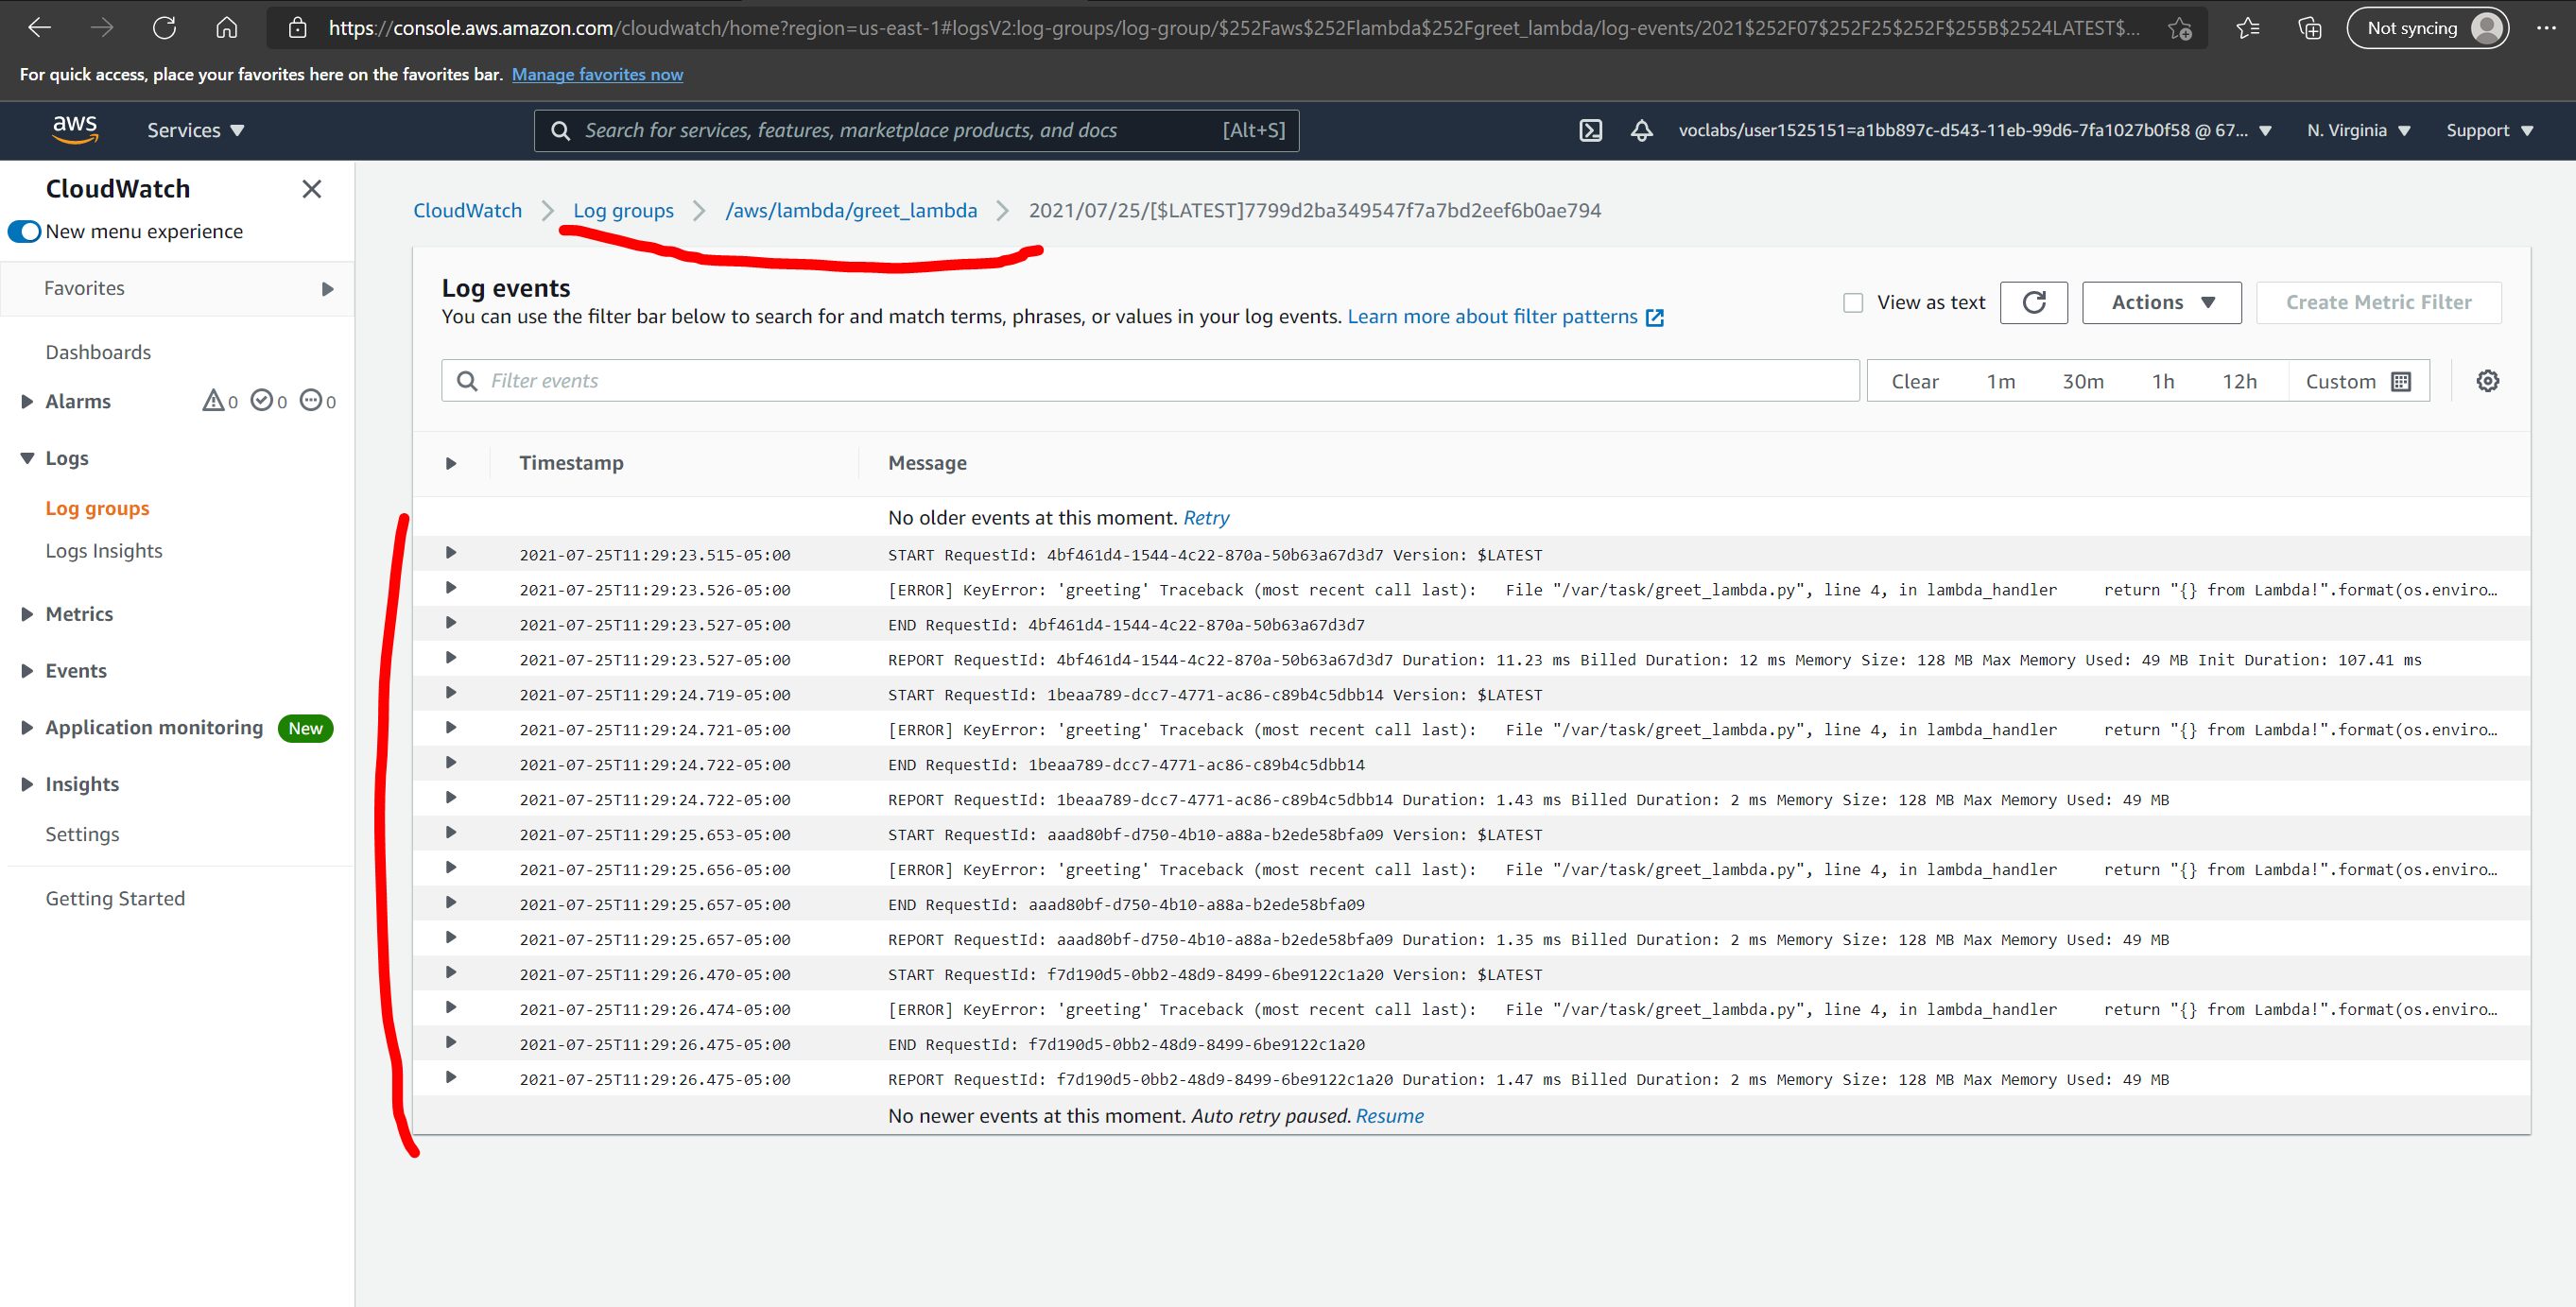 https://console.aws.amazon.com/cloudwatch/home?region=us-east-1#logsV2:log-groups/log-group/$252Faws$252Flambda$252Fgreet_lambda/log-events/2021$252F07$252F25$252F$255B$2524LATEST$...
Not syncing
For quick access, place your favorites here on the favorites bar. Manage favorites now
aws
Services
Search for services, features, marketplace products, and docs [Alt+S]
voclabs/user1525151=a1bb897c-d543-11eb-99d6-7fa1027b0f58 @ 67...
N. Virginia
Support
CloudWatch
New menu experience
Favorites
Dashboards
Alarms 0 0 0
Logs
Log groups
Logs Insights
Metrics
Events
Application monitoring New
Insights
Settings
Getting Started
CloudWatch Log groups /aws/lambda/greet_lambda 2021/07/25/[$LATEST]7799d2ba349547f7a7bd2eef6b0ae794
Log events
You can use the filter bar below to search for and match terms, phrases, or values in your log events. Learn more about filter patterns
View as text
Actions
Create Metric Filter
Filter events
Clear 1m 30m 1h 12h Custom
Timestamp Message
No older events at this moment. Retry
2021-07-25T11:29:23.515-05:00 START RequestId: 4bf461d4-1544-4c22-870a-50b63a67d3d7 Version: $LATEST
2021-07-25T11:29:23.526-05:00 [ERROR] KeyError: 'greeting' Traceback (most recent call last): File "/var/task/greet_lambda.py", line 4, in lambda_handler return "{} from Lambda!".format(os.enviro...
2021-07-25T11:29:23.527-05:00 END RequestId: 4bf461d4-1544-4c22-870a-50b63a67d3d7
2021-07-25T11:29:23.527-05:00 REPORT RequestId: 4bf461d4-1544-4c22-870a-50b63a67d3d7 Duration: 11.23 ms Billed Duration: 12 ms Memory Size: 128 MB Max Memory Used: 49 MB Init Duration: 107.41 ms
2021-07-25T11:29:24.719-05:00 START RequestId: 1beaa789-dcc7-4771-ac86-c89b4c5dbb14 Version: $LATEST
2021-07-25T11:29:24.721-05:00 [ERROR] KeyError: 'greeting' Traceback (most recent call last): File "/var/task/greet_lambda.py", line 4, in lambda_handler return "{} from Lambda!".format(os.enviro...
2021-07-25T11:29:24.722-05:00 END RequestId: 1beaa789-dcc7-4771-ac86-c89b4c5dbb14
2021-07-25T11:29:24.722-05:00 REPORT RequestId: 1beaa789-dcc7-4771-ac86-c89b4c5dbb14 Duration: 1.43 ms Billed Duration: 2 ms Memory Size: 128 MB Max Memory Used: 49 MB
2021-07-25T11:29:25.653-05:00 START RequestId: aaad80bf-d750-4b10-a88a-b2ede58bfa09 Version: $LATEST
2021-07-25T11:29:25.656-05:00 [ERROR] KeyError: 'greeting' Traceback (most recent call last): File "/var/task/greet_lambda.py", line 4, in lambda_handler return "{} from Lambda!".format(os.enviro...
2021-07-25T11:29:25.657-05:00 END RequestId: aaad80bf-d750-4b10-a88a-b2ede58bfa09
2021-07-25T11:29:25.657-05:00 REPORT RequestId: aaad80bf-d750-4b10-a88a-b2ede58bfa09 Duration: 1.35 ms Billed Duration: 2 ms Memory Size: 128 MB Max Memory Used: 49 MB
2021-07-25T11:29:26.470-05:00 START RequestId: f7d190d5-0bb2-48d9-8499-6be9122c1a20 Version: $LATEST
2021-07-25T11:29:26.474-05:00 [ERROR] KeyError: 'greeting' Traceback (most recent call last): File "/var/task/greet_lambda.py", line 4, in lambda_handler return "{} from Lambda!".format(os.enviro...
2021-07-25T11:29:26.475-05:00 END RequestId: f7d190d5-0bb2-48d9-8499-6be9122c1a20
2021-07-25T11:29:26.475-05:00 REPORT RequestId: f7d190d5-0bb2-48d9-8499-6be9122c1a20 Duration: 1.47 ms Billed Duration: 2 ms Memory Size: 128 MB Max Memory Used: 49 MB
No newer events at this moment. Auto retry paused. Resume